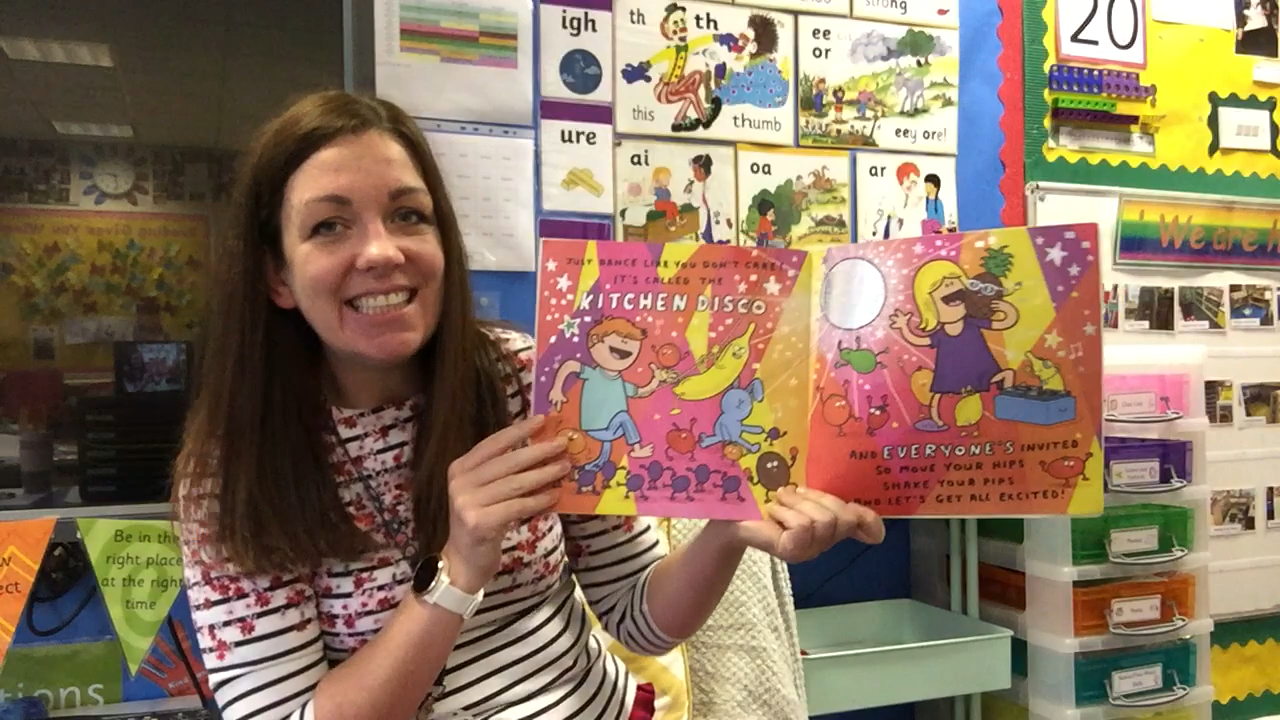 igh
ure
th
th
this
thumb
strong
ee
or
eey ore!
ai
oa
ar
20
We are
JUST DANCE LIKE YOU DON'T CARE!
IT'S CALLED THE
KITCHEN DISCO
AND EVERYONE'S INVITED
SO MOVE YOUR HIPS
SHAKE YOUR PIPS
AND LET'S GET ALL EXCITED!
Be in the
right place
at the right
time